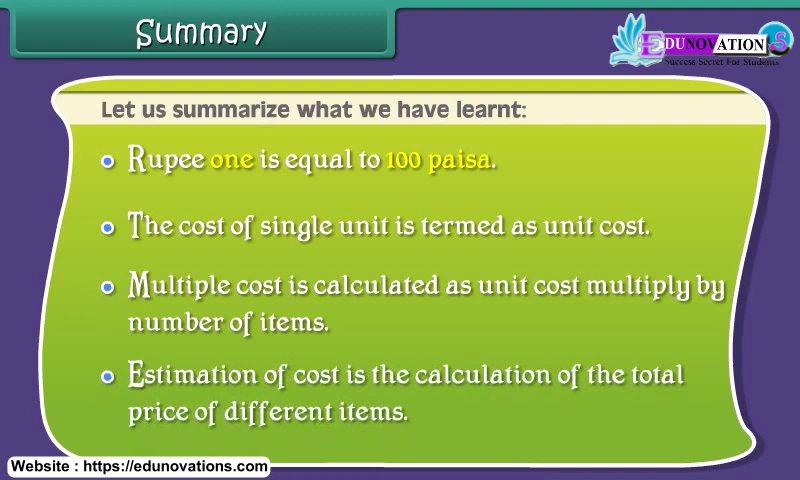 Summary
EDUNOVATIONS
Success Secret For Students
Let us summarize what we have learnt:
Rupee one is equal to 100 paisa.
The cost of single unit is termed as unit cost.
Multiple cost is calculated as unit cost multiply by
number of items.
Estimation of cost is the calculation of the total
price of different items.
Website : https://edunovations.com